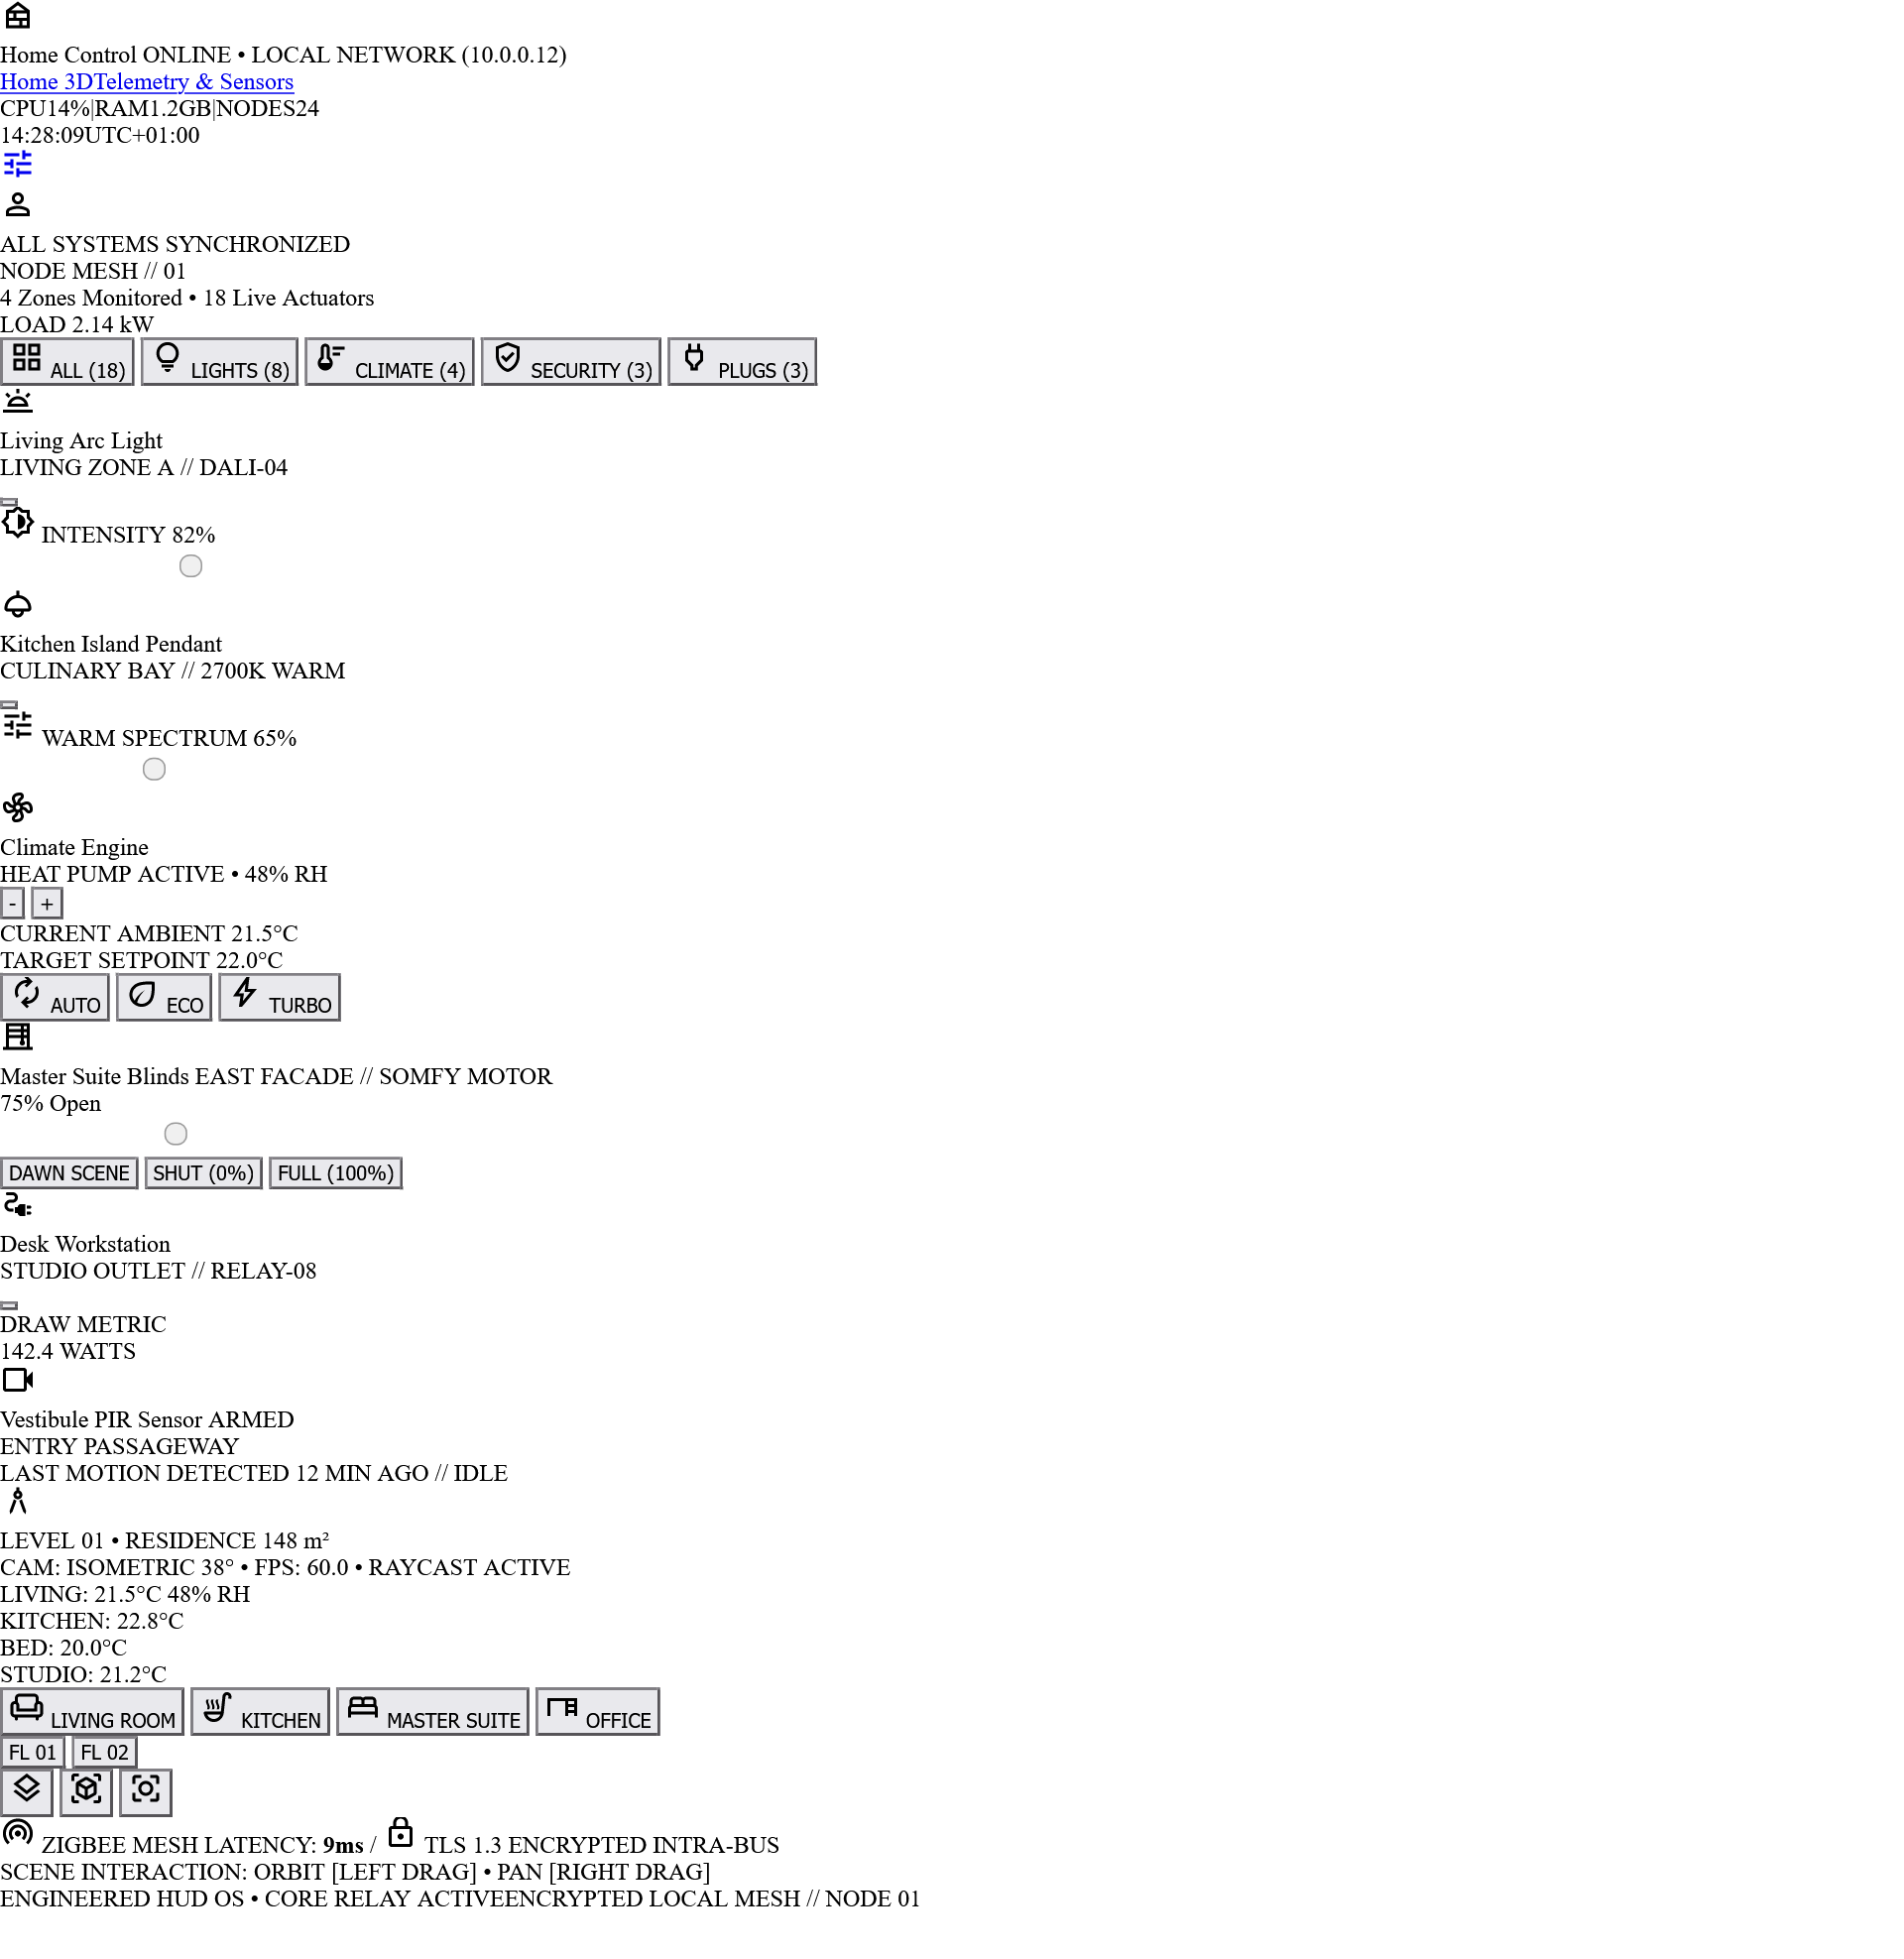 Home Control ONLINE • LOCAL NETWORK (10.0.0.12)
Home 3DTelemetry & Sensors
CPU14%|RAM1.2GB|NODES24
14:28:09UTC+01:00
ALL SYSTEMS SYNCHRONIZED
NODE MESH // 01
4 Zones Monitored • 18 Live Actuators
LOAD 2.14 kW
ALL (18) LIGHTS (8) CLIMATE (4) SECURITY (3) PLUGS (3)
Living Arc Light
LIVING ZONE A // DALI-04
INTENSITY 82%
Kitchen Island Pendant
CULINARY BAY // 2700K WARM
WARM SPECTRUM 65%
Climate Engine
HEAT PUMP ACTIVE • 48% RH
- +
CURRENT AMBIENT 21.5°C
TARGET SETPOINT 22.0°C
AUTO ECO TURBO
Master Suite Blinds EAST FACADE // SOMFY MOTOR
75% Open
DAWN SCENE SHUT (0%) FULL (100%)
Desk Workstation
STUDIO OUTLET // RELAY-08
DRAW METRIC
142.4 WATTS
Vestibule PIR Sensor ARMED
ENTRY PASSAGEWAY
LAST MOTION DETECTED 12 MIN AGO // IDLE
LEVEL 01 • RESIDENCE 148 m²
CAM: ISOMETRIC 38° • FPS: 60.0 • RAYCAST ACTIVE
LIVING: 21.5°C 48% RH
KITCHEN: 22.8°C
BED: 20.0°C
STUDIO: 21.2°C
LIVING ROOM KITCHEN MASTER SUITE OFFICE
FL 01 FL 02
ZIGBEE MESH LATENCY: 9ms / TLS 1.3 ENCRYPTED INTRA-BUS
SCENE INTERACTION: ORBIT [LEFT DRAG] • PAN [RIGHT DRAG]
ENGINEERED HUD OS • CORE RELAY ACTIVEENCRYPTED LOCAL MESH // NODE 01